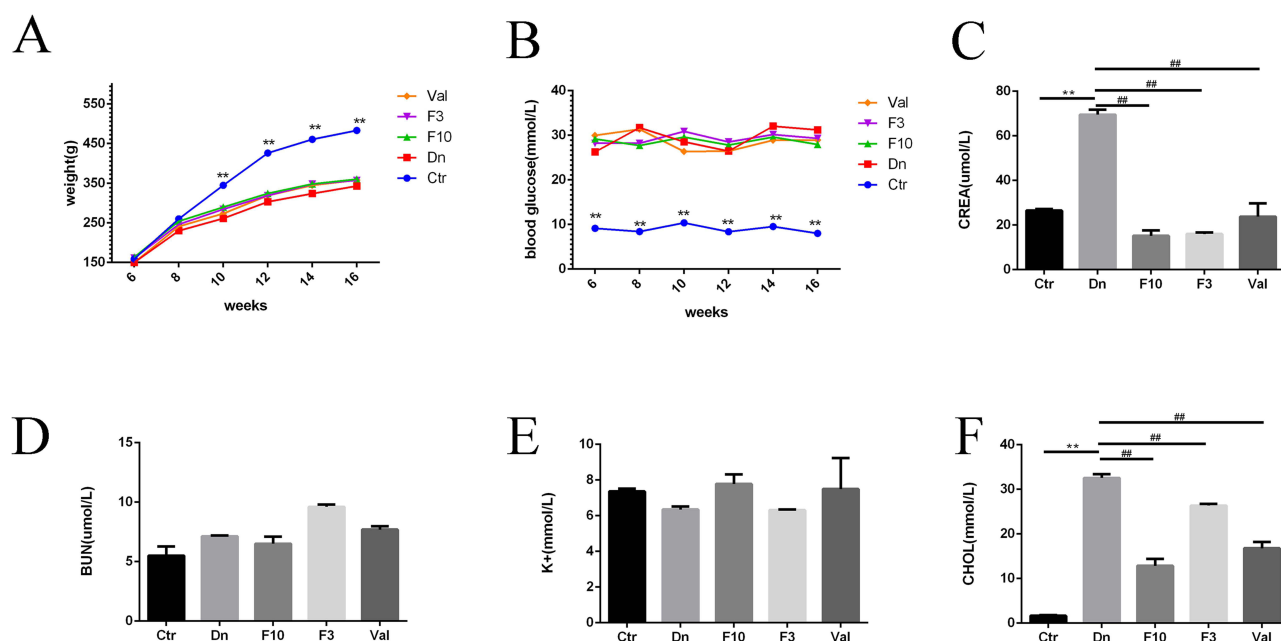 A
weight(g)
550
450
350
250
150
**
**
**
**
6
8
10
12
14
16
weeks
Val
F3
F10
Dn
Ctr
B
blood glucose(mmol/L)
40
30
20
10
0
**
**
**
**
**
**
6
8
10
12
14
16
weeks
Val
F3
F10
Dn
Ctr
C
CREA(umol/L)
80
60
40
20
0
**
##
##
##
Ctr
Dn
F10
F3
Val
D
BUN(umol/L)
15
10
5
0
Ctr
Dn
F10
F3
Val
E
K+(mmol/L)
10
8
6
4
2
0
Ctr
Dn
F10
F3
Val
F
CHOL(mmol/L)
40
30
20
10
0
**
##
##
##
Ctr
Dn
F10
F3
Val